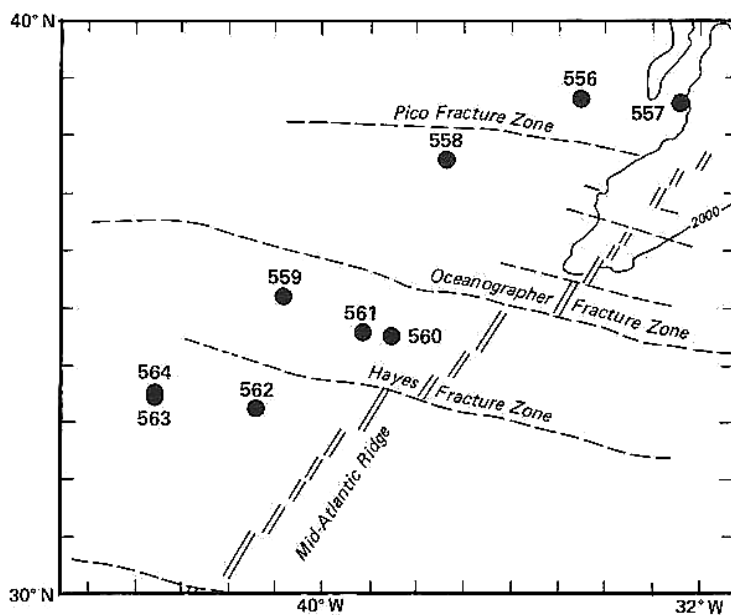 40° N
556
557
Pico Fracture Zone
558
2000
559
Oceanographer
Fracture Zone
561
560
564
563
562
Hayes
Fracture Zone
Mid-Atlantic Ridge
30° N
40° W
32° W